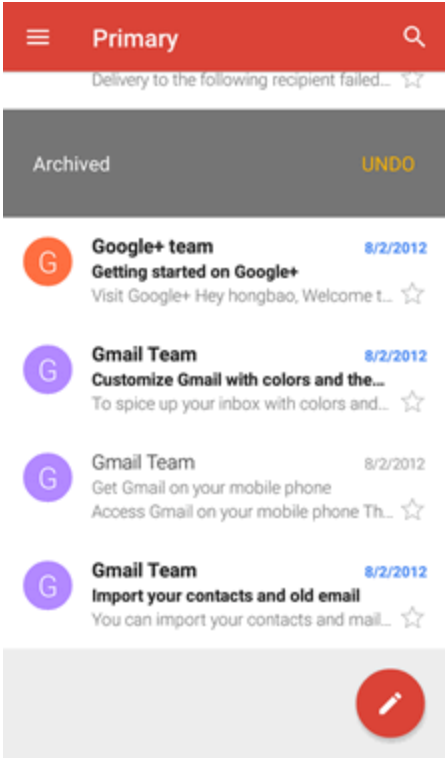 Primary
Delivery to the following recipient failed...
Archived UNDO
G Google+ team 8/2/2012
Getting started on Google+
Visit Google+ Hey hongbao, Welcome t...
G Gmail Team 8/2/2012
Customize Gmail with colors and the...
To spice up your inbox with colors and...
G Gmail Team 8/2/2012
Get Gmail on your mobile phone
Access Gmail on your mobile phone Th...
G Gmail Team 8/2/2012
Import your contacts and old email
You can import your contacts and mail...